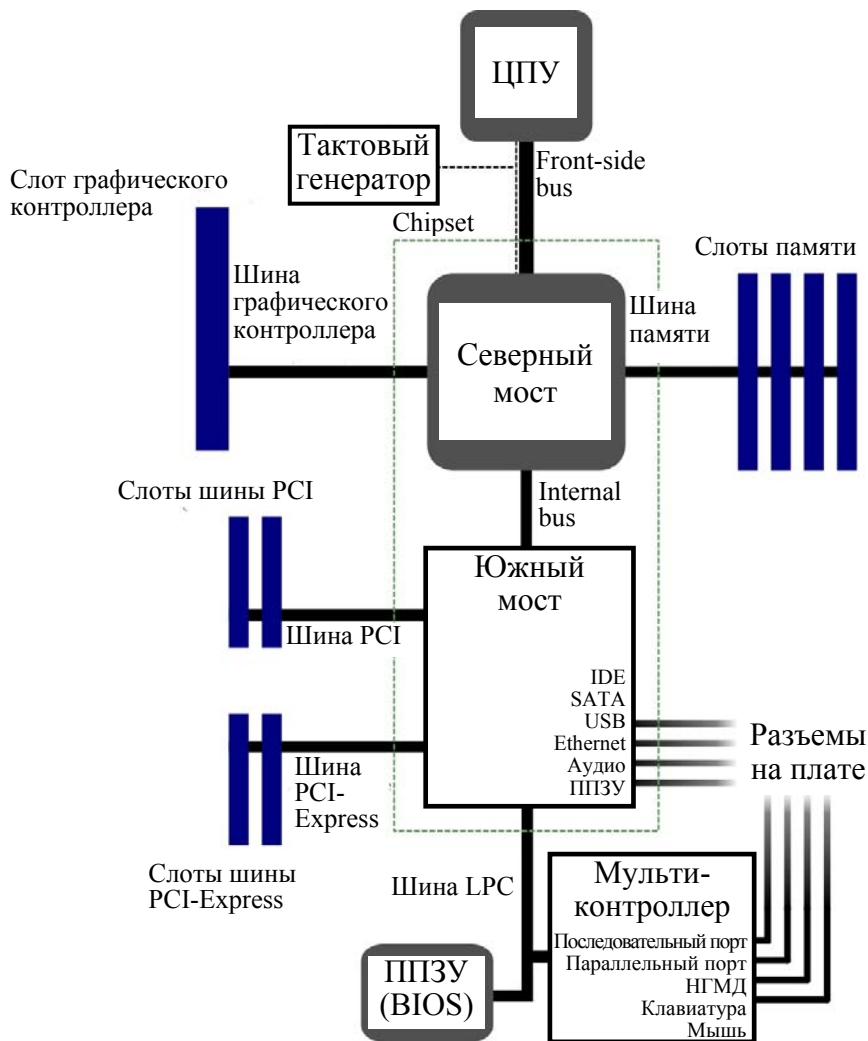 ЦПУ
Тактовый
генератор
Front-side
bus
Слот графического
контроллера
Chipset
Слоты памяти
Шина
графического
контроллера
Шина
памяти
Северный
мост
Слоты шины PCI
Internal
bus
Южный
мост
Шина PCI
IDE
SATA
USB
Ethernet
Аудио
ППЗУ
Разъемы
на плате
Шина
PCI-
Express
Слоты шины
PCI-Express
Шина LPC
Мульти-
контроллер
Последовательный порт
Параллельный порт
НГМД
Клавиатура
Мышь
ППЗУ
(BIOS)